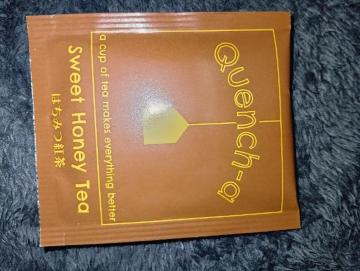 Quench-a
a cup of tea makes everything better
Sweet Honey Tea
はちみつ紅茶